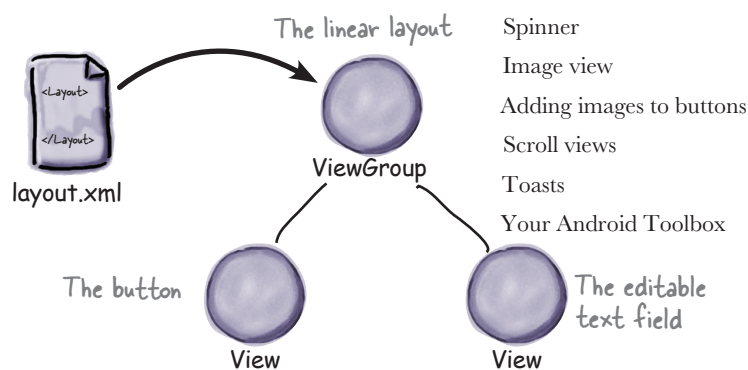 The linear layout
<Layout>
</Layout>
layout.xml
ViewGroup
The button
View
The editable
text field
View
Spinner
Image view
Adding images to buttons
Scroll views
Toasts
Your Android Toolbox